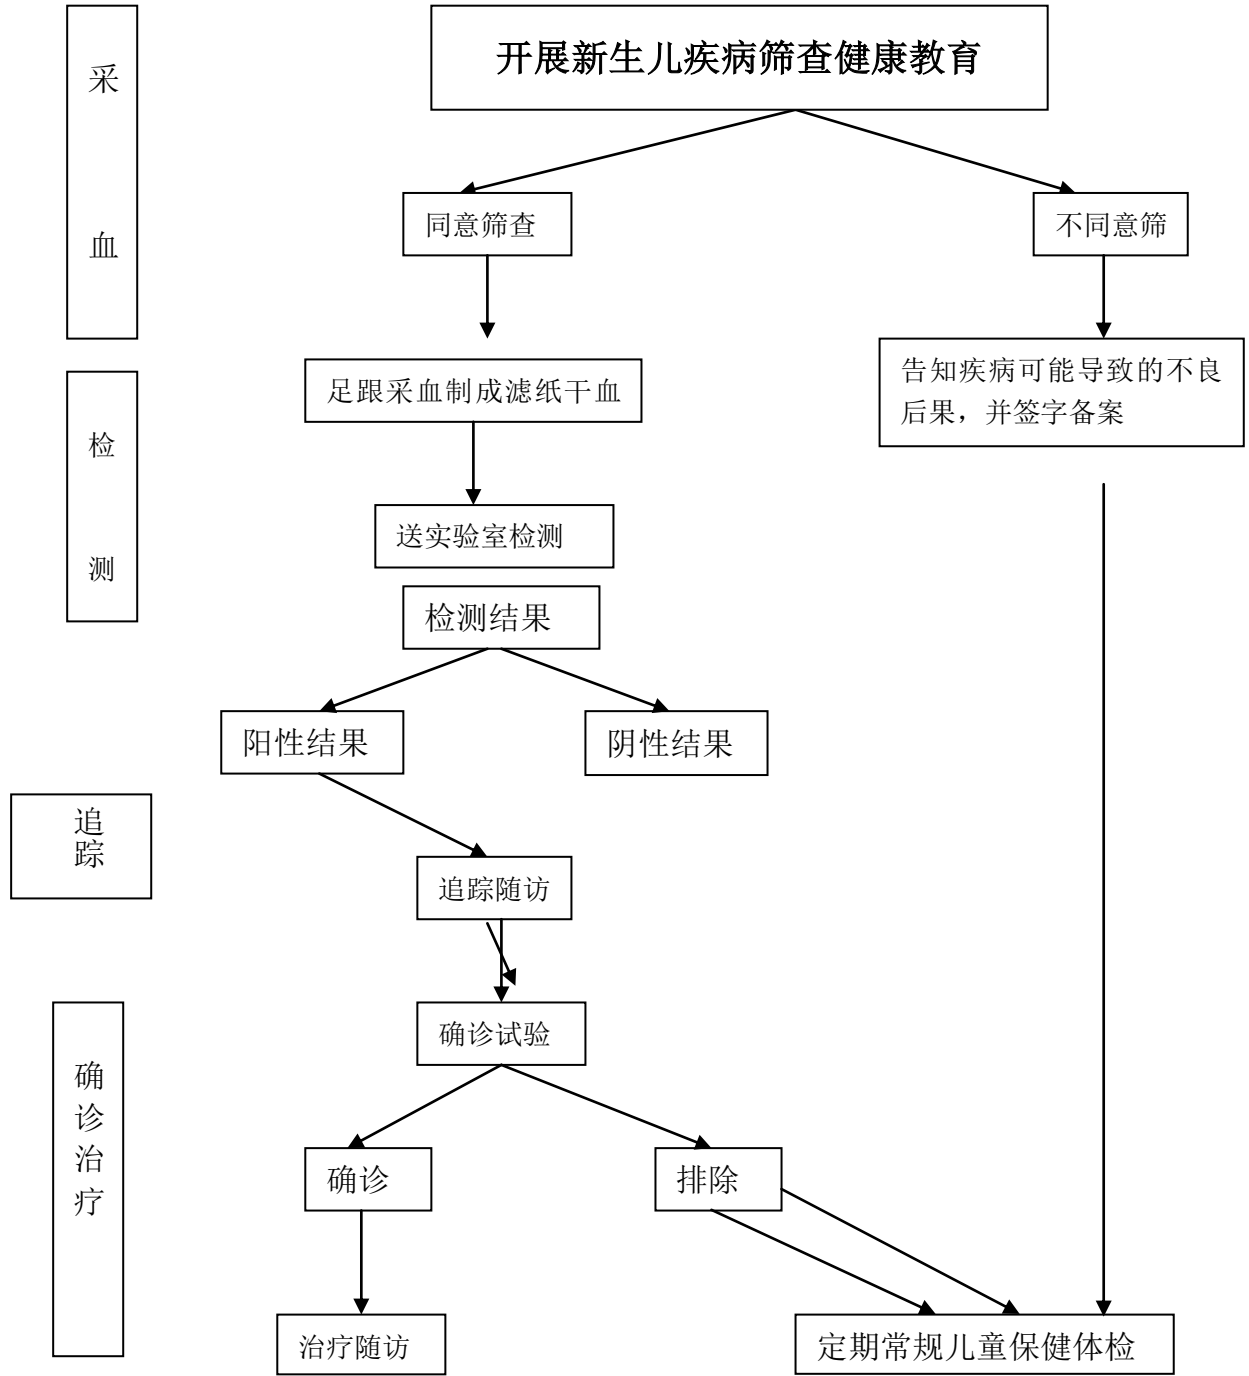 开展新生儿疾病筛查健康教育
采
血
同意筛查
不同意筛
足跟采血制成滤纸干血
告知疾病可能导致的不良
后果，并签字备案
检
测
送实验室检测
检测结果
阳性结果
阴性结果
追
踪
追踪随访
确诊试验
确
诊
治
疗
确诊
排除
治疗随访
定期常规儿童保健体检